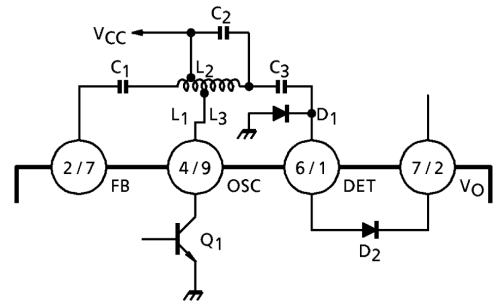 C2
VCC
C1 L2 C3
L1 L3 D1
2/7 4/9 6/1 7/2
FB OSC DET VO
Q1 D2